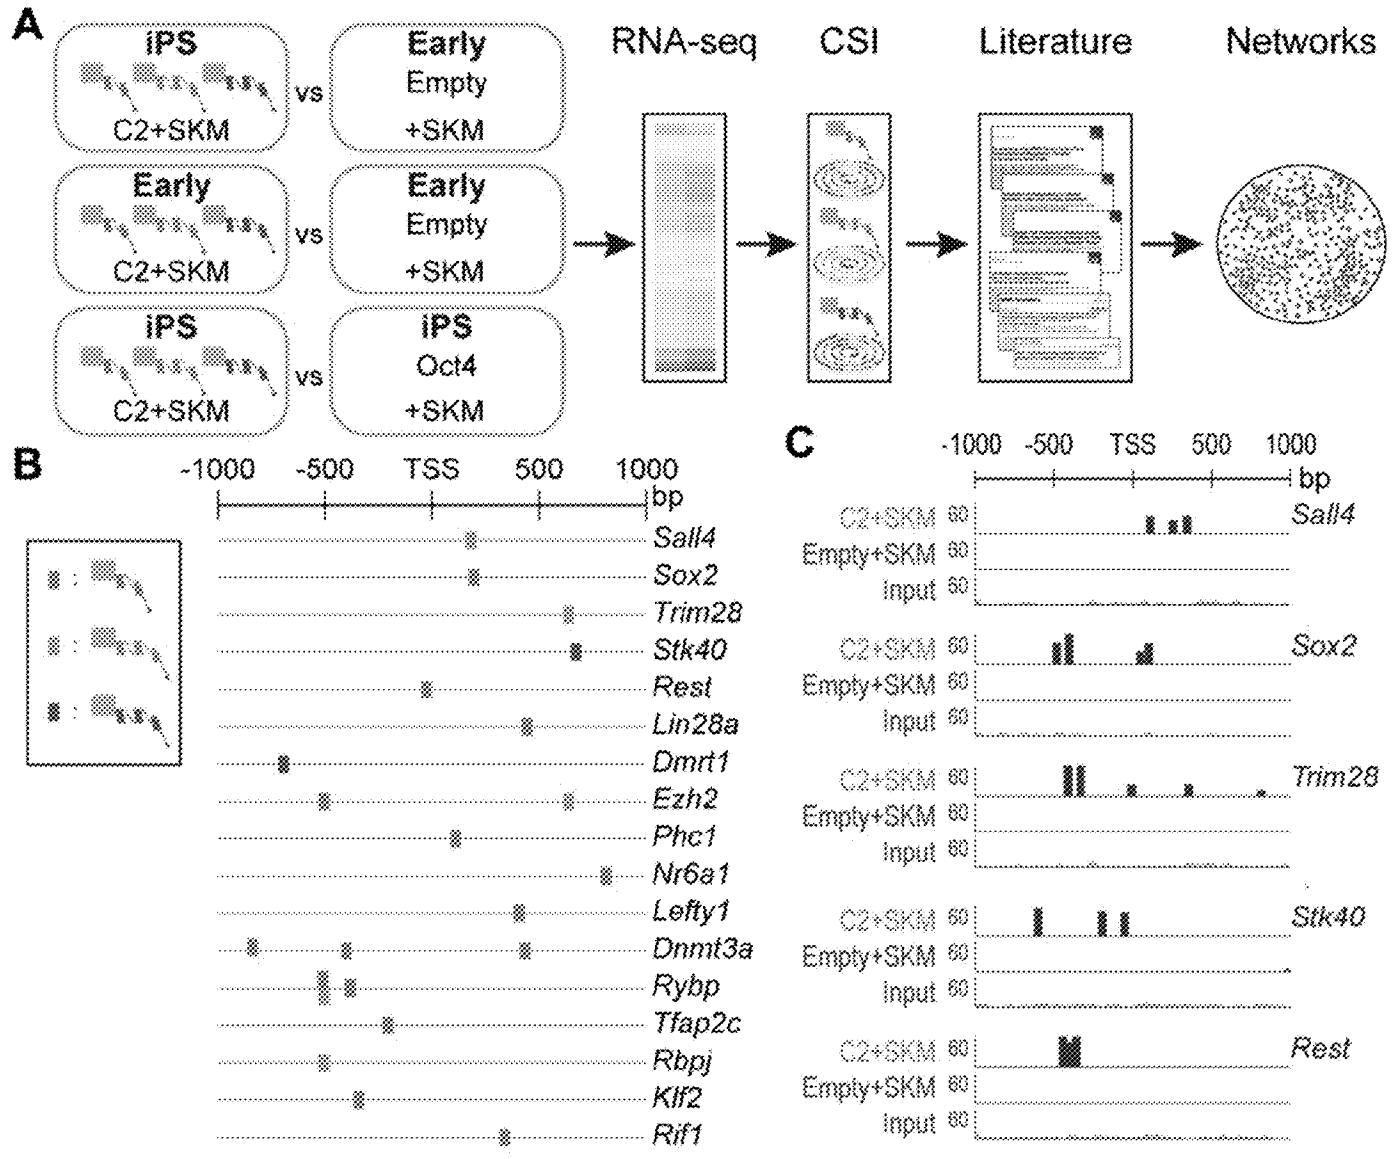 A
iPS
C2+SKM
vs
Early
Empty
+SKM
Early
C2+SKM
vs
Early
Empty
+SKM
iPS
C2+SKM
vs
iPS
Oct4
+SKM
RNA-seq
CSI
Literature
Networks
B
-1000 -500 TSS 500 1000
bp
:
:
:
Sall4
Sox2
Trim28
Stk40
Rest
Lin28a
Dmrt1
Ezh2
Phc1
Nr6a1
Lefty1
Dnmt3a
Rybp
Tfap2c
Rbpj
Klf2
Rif1
C
-1000 -500 TSS 500 1000
bp
C2+SKM 60 Sall4
Empty+SKM 60
Input 60
C2+SKM 60 Sox2
Empty+SKM 60
Input 60
C2+SKM 60 Trim28
Empty+SKM 60
Input 60
C2+SKM 60 Stk40
Empty+SKM 60
Input 60
C2+SKM 60 Rest
Empty+SKM 60
Input 60